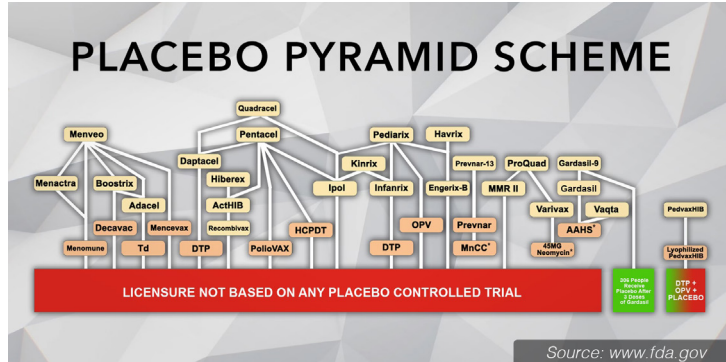 PLACEBO PYRAMID SCHEME
Quadracel
Menveo
Pentacel
Pediarix
Havrix
Daptacel
Kinrix
Prevnar-13
ProQuad
Gardasil-9
Menactra
Boostrix
Hiberex
Ipol
Infanrix
Engerix-B
MMR II
Gardasil
Adacel
ActHIB
Varivax
Vaqta
PedvaxHIB
Decavac
Mencevax
Recombivax
HCPDT
OPV
Prevnar
AAHS*
Menomune
Td
DTP
PolioVAX
DTP
MnCC*
45MG
Neomycin*
Lyophilized
PedvaxHIB
LICENSURE NOT BASED ON ANY PLACEBO CONTROLLED TRIAL
306 People
Receive
Placebo After
3 Doses
of Gardasil
DTP +
OPV +
PLACEBO
Source: www.fda.gov